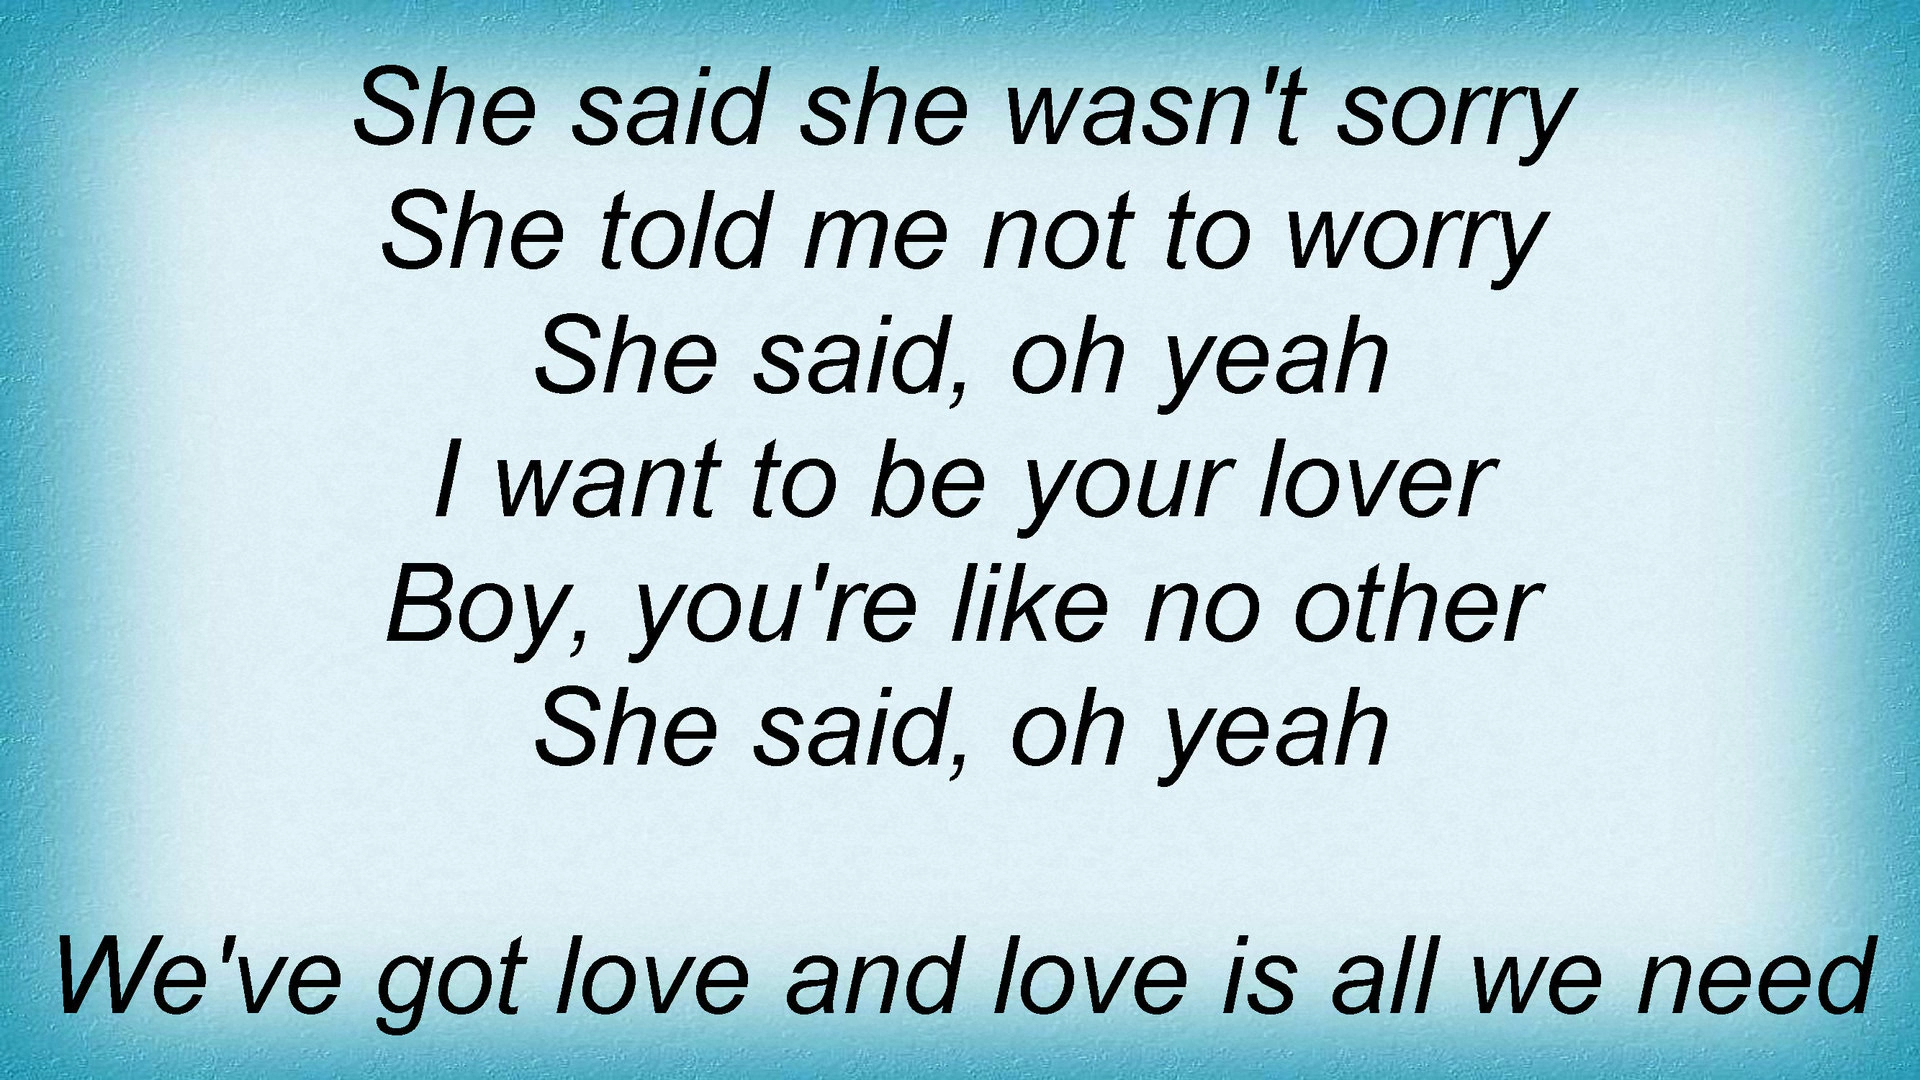 She said she wasn't sorry
She told me not to worry
She said, oh yeah
I want to be your lover
Boy, you're like no other
She said, oh yeah
We've got love and love is all we need